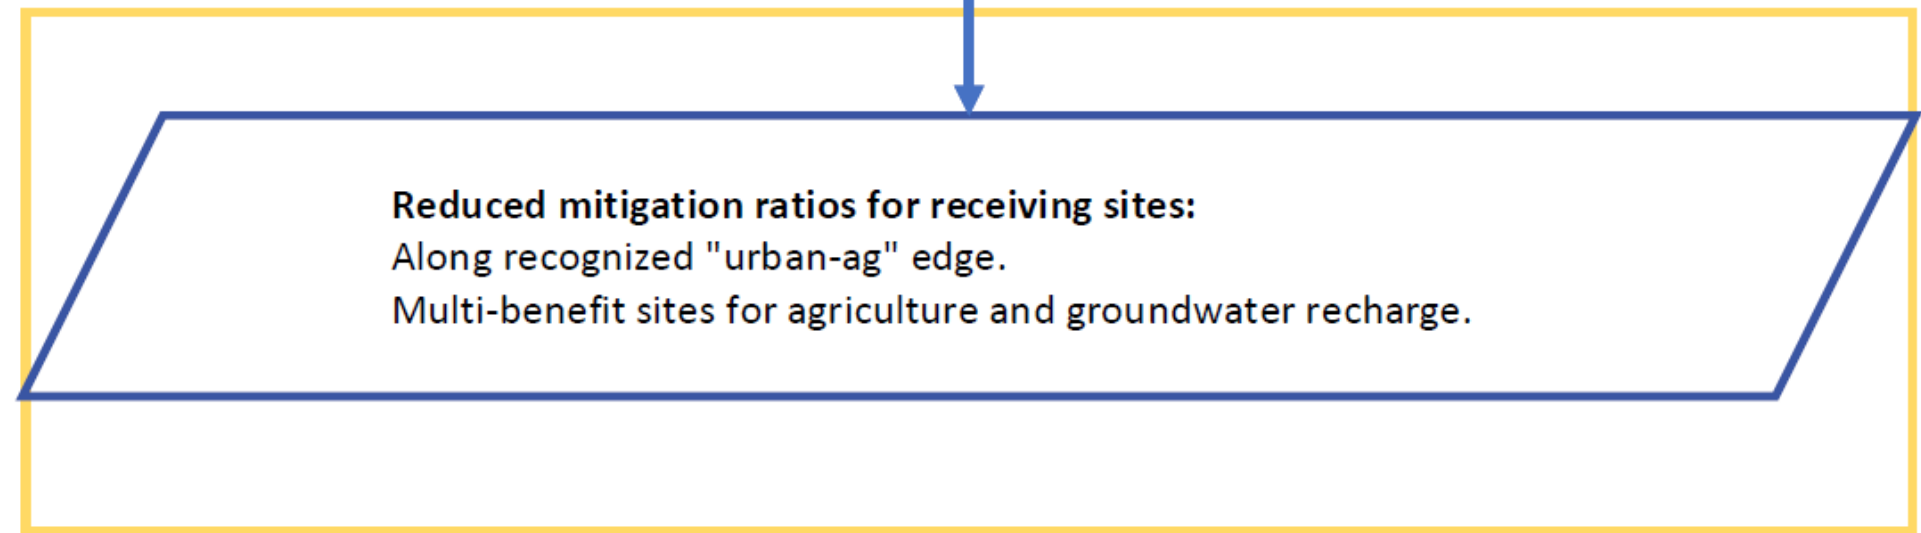 Reduced mitigation ratios for receiving sites:
Along recognized "urban-ag" edge.
Multi-benefit sites for agriculture and groundwater recharge.